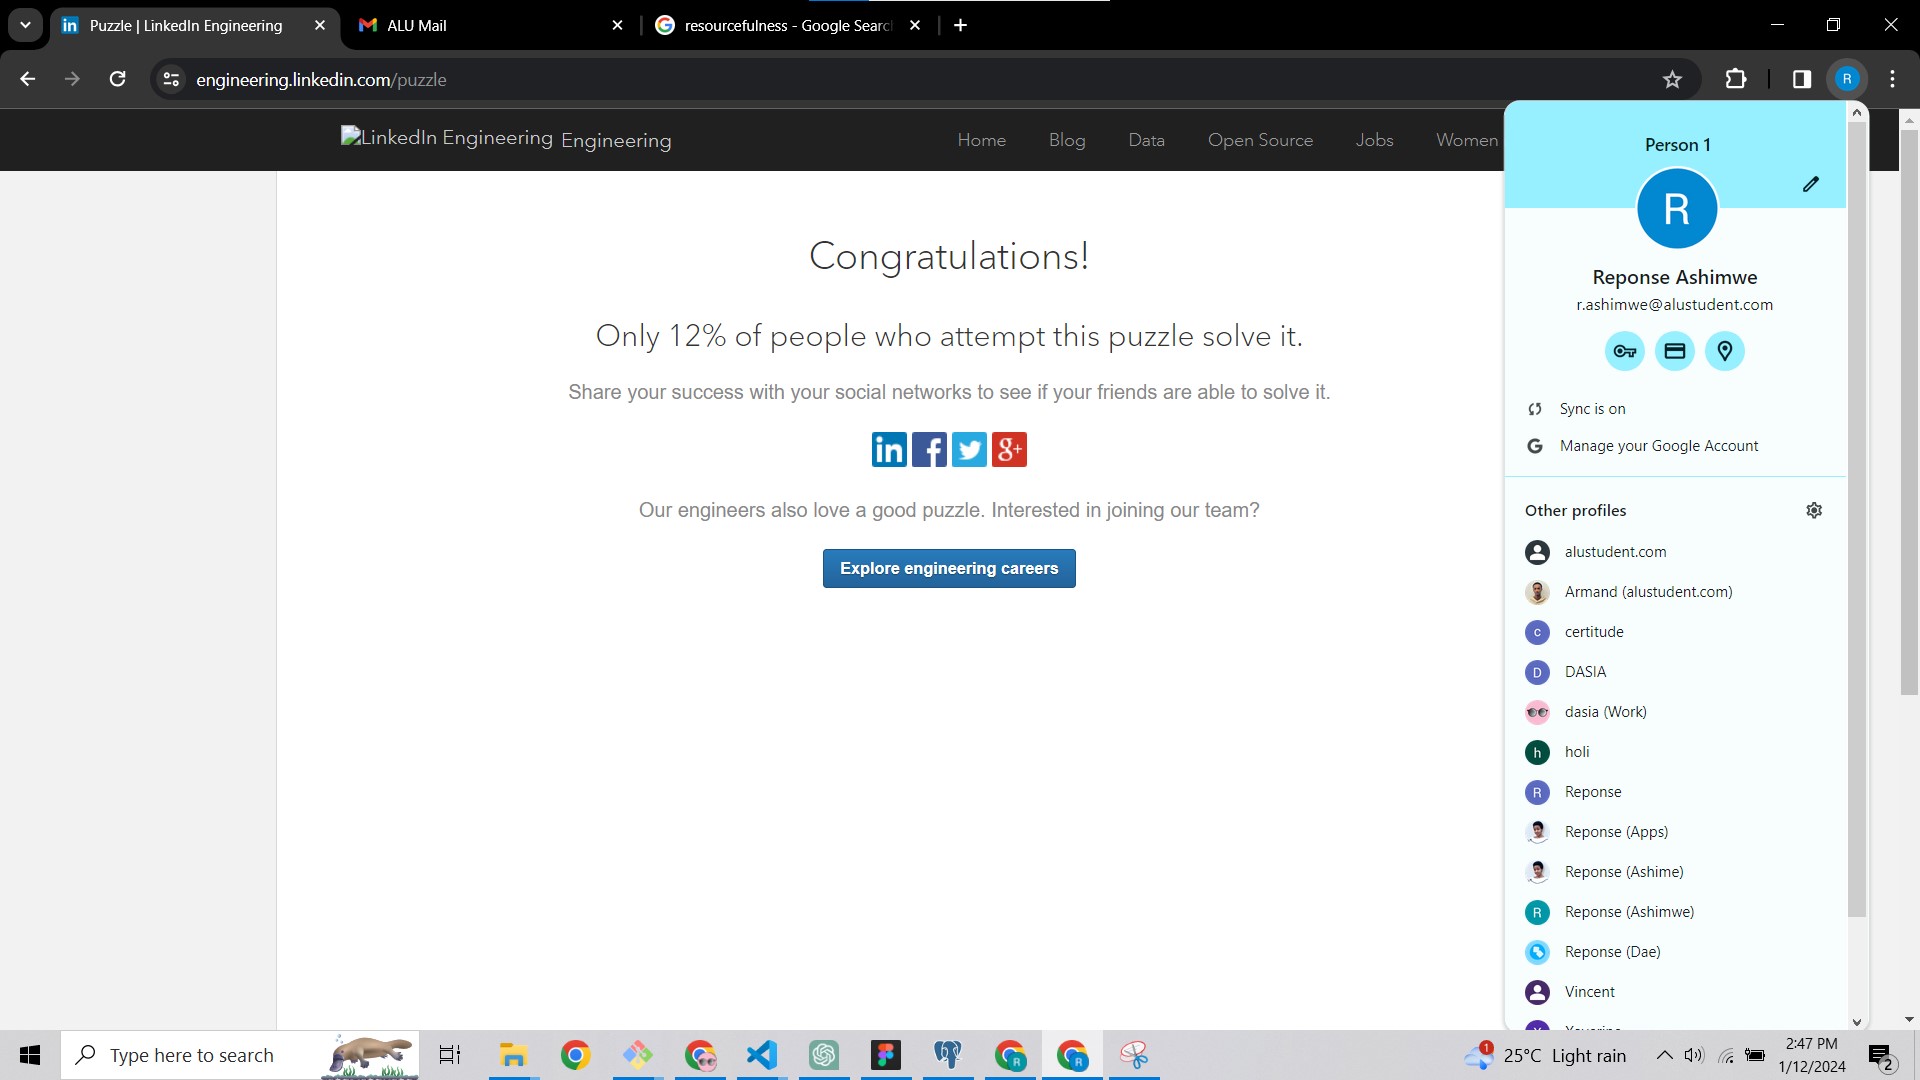 Puzzle | LinkedIn Engineering
ALU Mail
resourcefulness - Google Searc
engineering.linkedin.com/puzzle
R
LinkedIn Engineering Engineering
Home Blog Data Open Source Jobs Women
Person 1
R
Reponse Ashimwe
r.ashimwe@alustudent.com
Sync is on
Manage your Google Account
Other profiles
alustudent.com
Armand (alustudent.com)
c certitude
D DASIA
dasia (Work)
h holi
R Reponse
Reponse (Apps)
Reponse (Ashime)
R Reponse (Ashimwe)
Reponse (Dae)
Vincent
Congratulations!
Only 12% of people who attempt this puzzle solve it.
Share your success with your social networks to see if your friends are able to solve it.
in f g+
Our engineers also love a good puzzle. Interested in joining our team?
Explore engineering careers
Type here to search
R
R
1
25°C Light rain
2:47 PM
1/12/2024
2